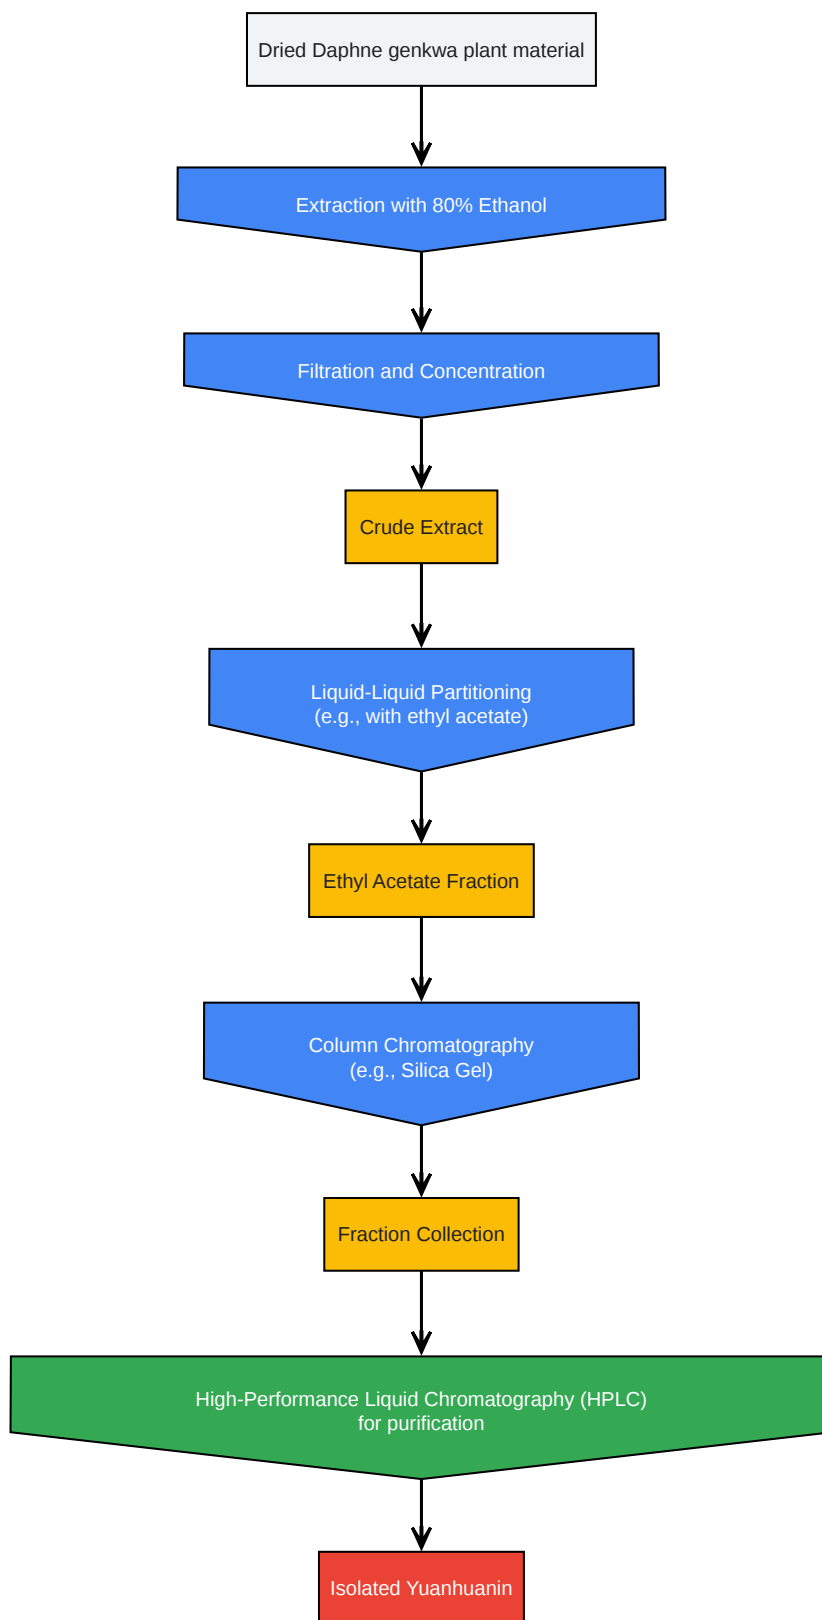 Dried Daphne genkwa plant material
Extraction with 80% Ethanol
Filtration and Concentration
Crude Extract
Liquid-Liquid Partitioning
(e.g., with ethyl acetate)
Ethyl Acetate Fraction
Column Chromatography
(e.g., Silica Gel)
Fraction Collection
High-Performance Liquid Chromatography (HPLC)
for purification
Isolated Yuanhuanin